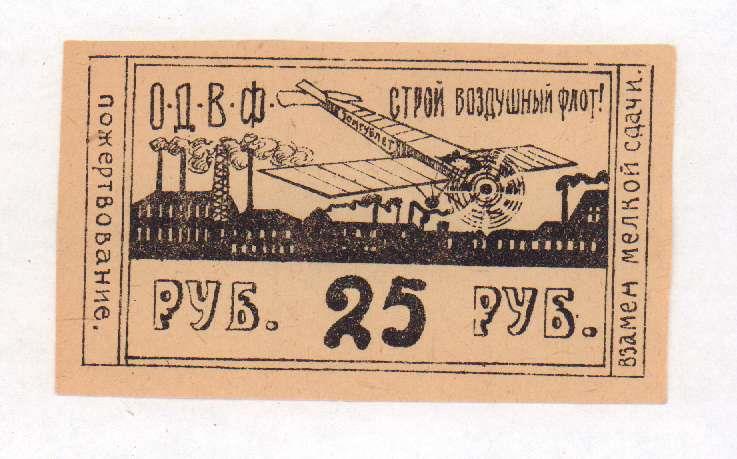 О·Д·В·Ф·
СТРОЙ ВОЗДУШНЫЙ ФЛОТ!
пожертвование.
взамен мелкой сдачи.
РУБ. 25 РУБ.